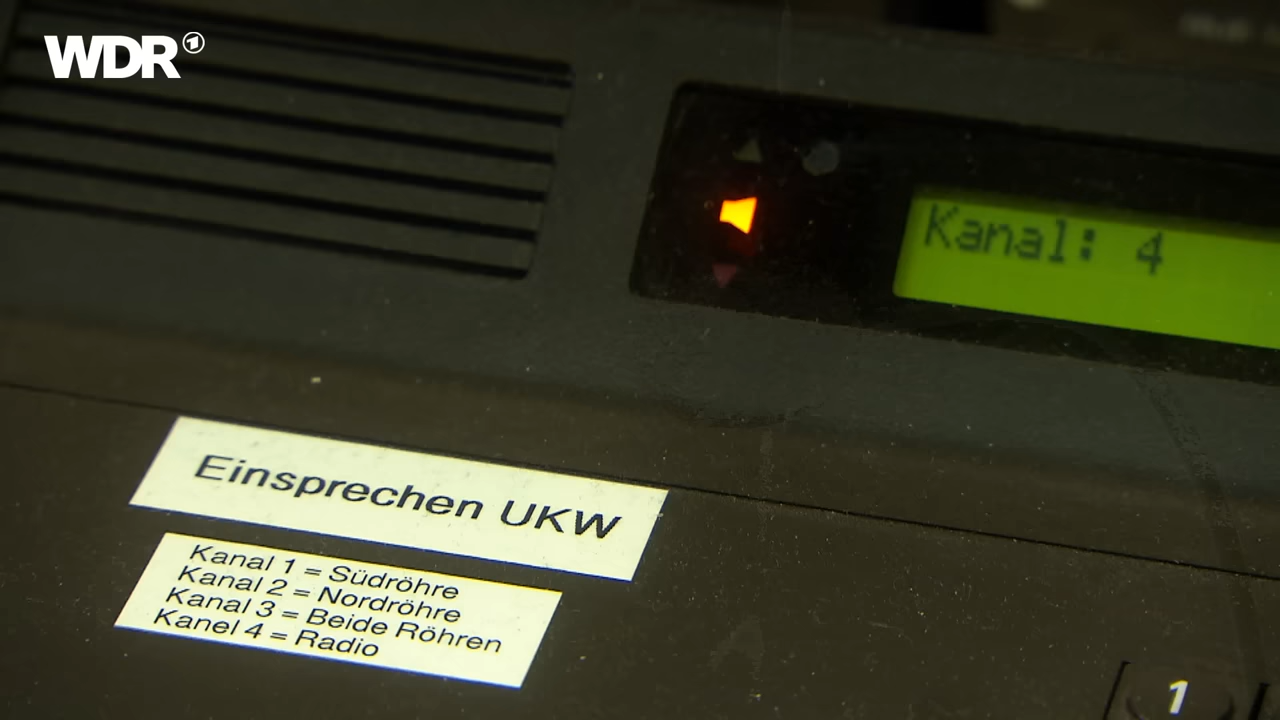 WDR
Kanal: 4
Einsprechen UKW
Kanal 1 = Südröhre
Kanal 2 = Nordröhre
Kanal 3 = Beide Röhren
Kanel 4 = Radio
1